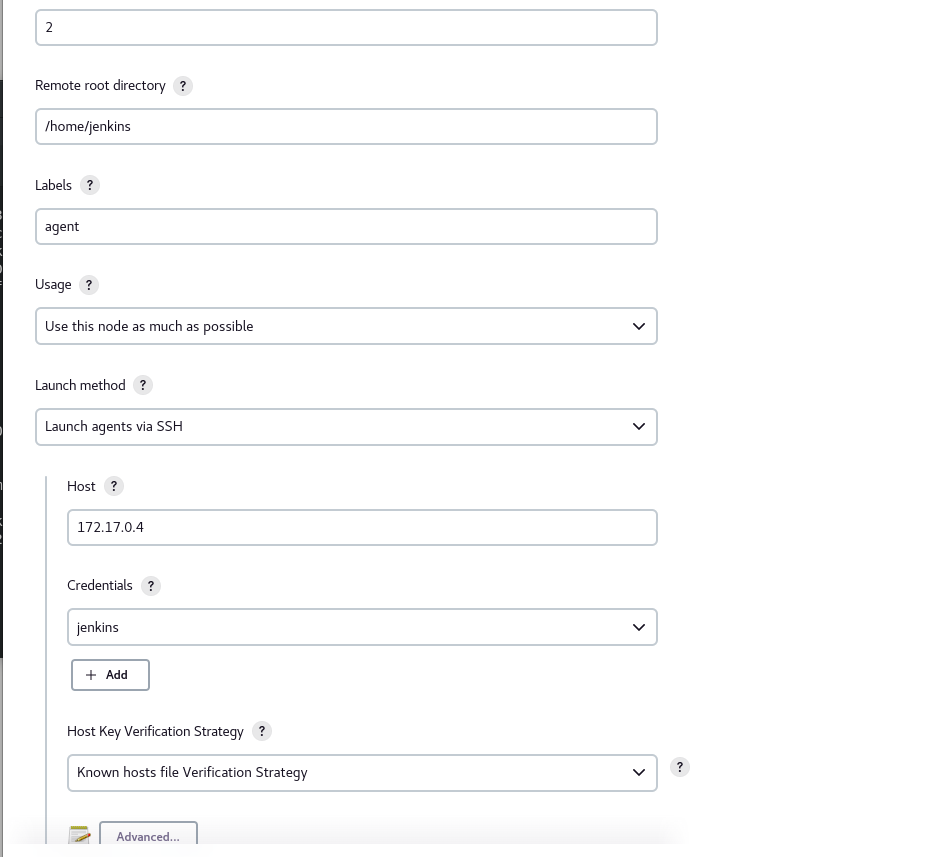 2
Remote root directory ?
/home/jenkins
Labels ?
agent
Usage ?
Use this node as much as possible
Launch method ?
Launch agents via SSH
Host ?
172.17.0.4
Credentials ?
jenkins
+ Add
Host Key Verification Strategy ?
Known hosts file Verification Strategy
?
Advanced...